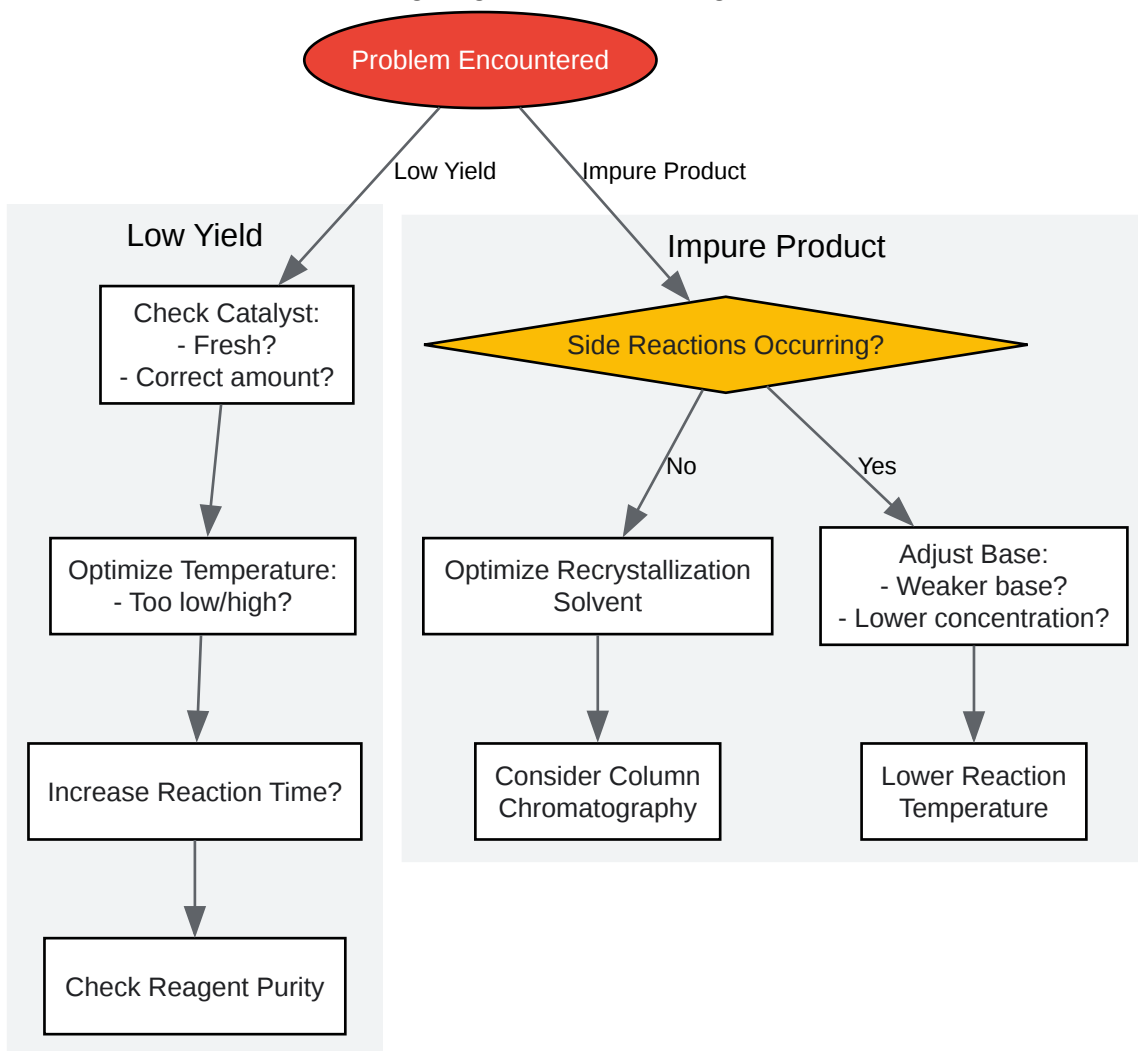 Problem Encountered
Low Yield
Impure Product
Low Yield
Check Catalyst:
- Fresh?
- Correct amount?
Optimize Temperature:
- Too low/high?
Increase Reaction Time?
Check Reagent Purity
Impure Product
Side Reactions Occurring?
No
Yes
Optimize Recrystallization
Solvent
Adjust Base:
- Weaker base?
- Lower concentration?
Consider Column
Chromatography
Lower Reaction
Temperature